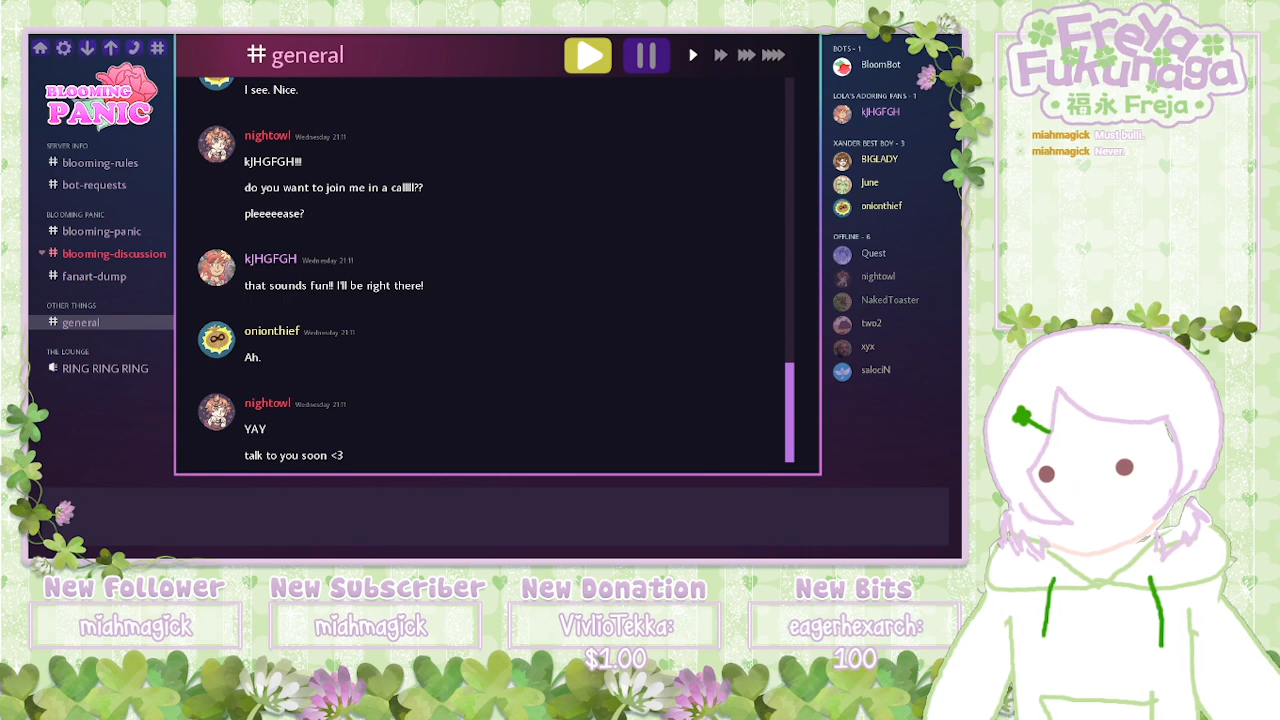 # general
BLOOMING
PANIC
SERVER INFO
# blooming-rules
# bot-requests
BLOOMING PANIC
# blooming-panic
# blooming-discussion
# fanart-dump
OTHER THINGS
# general
THE LOUNGE
RING RING RING
I see. Nice.
nightowl Wednesday 21:11
kJHGFGH!!!
do you want to join me in a calllll??
pleeeeease?
kJHGFGH Wednesday 21:11
that sounds fun!! I'll be right there!
onionthief Wednesday 21:11
Ah.
nightowl Wednesday 21:11
YAY
talk to you soon <3
BOTS - 1
BloomBot
LOLA'S ADORING FANS - 1
kJHGFGH
XANDER BEST BOY - 3
BIGLADY
June
onionthief
OFFLINE - 6
Quest
nightowl
NakedToaster
two2
xyx
salociN
Freya
Fukunaga
福永 Freja
miahmagick Must bulli.
miahmagick Never.
New Follower
miahmagick
New Subscriber
miahmagick
New Donation
VivlioTekka:
$1.00
New Bits
eagerhexarch:
100